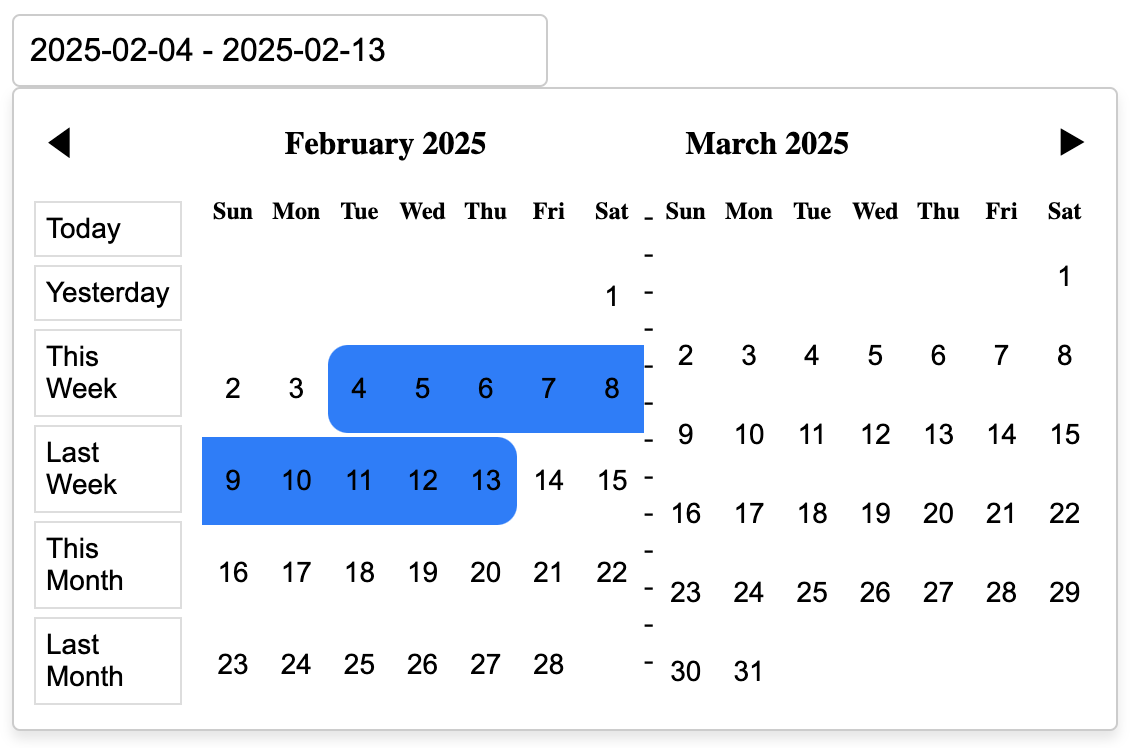 2025-02-04 - 2025-02-13
February 2025
March 2025
Today
Yesterday
This
Week
Last
Week
This
Month
Last
Month
Sun Mon Tue Wed Thu Fri Sat
1
2 3 4 5 6 7 8
9 10 11 12 13 14 15
16 17 18 19 20 21 22
23 24 25 26 27 28
Sun Mon Tue Wed Thu Fri Sat
1
2 3 4 5 6 7 8
9 10 11 12 13 14 15
16 17 18 19 20 21 22
23 24 25 26 27 28 29
30 31